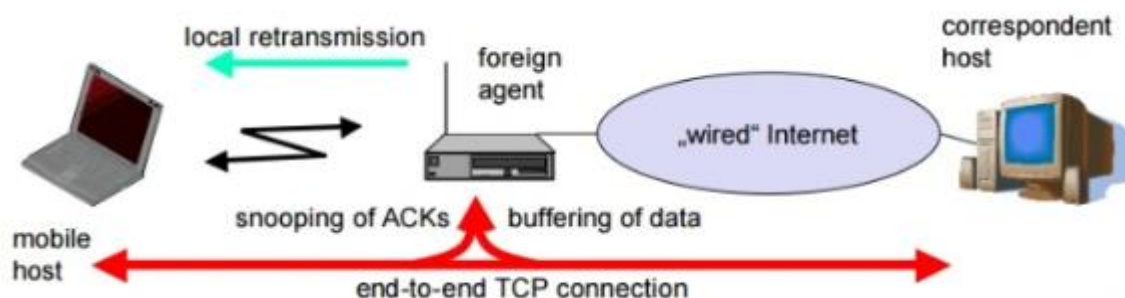 local retransmission
foreign
agent
correspondent
host
„wired“ Internet
snooping of ACKs
buffering of data
mobile
host
end-to-end TCP connection